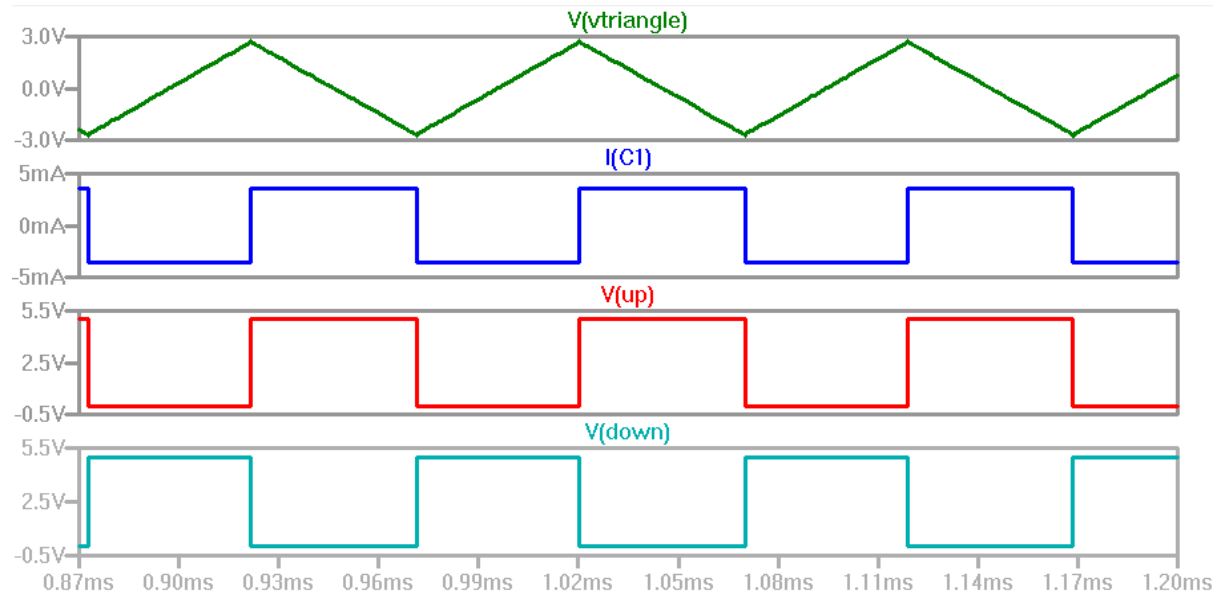 V(vtriangle)
3.0V
0.0V
-3.0V
I(C1)
5mA
0mA
-5mA
V(up)
5.5V
2.5V
-0.5V
V(down)
5.5V
2.5V
-0.5V
0.87ms 0.90ms 0.93ms 0.96ms 0.99ms 1.02ms 1.05ms 1.08ms 1.11ms 1.14ms 1.17ms 1.20ms